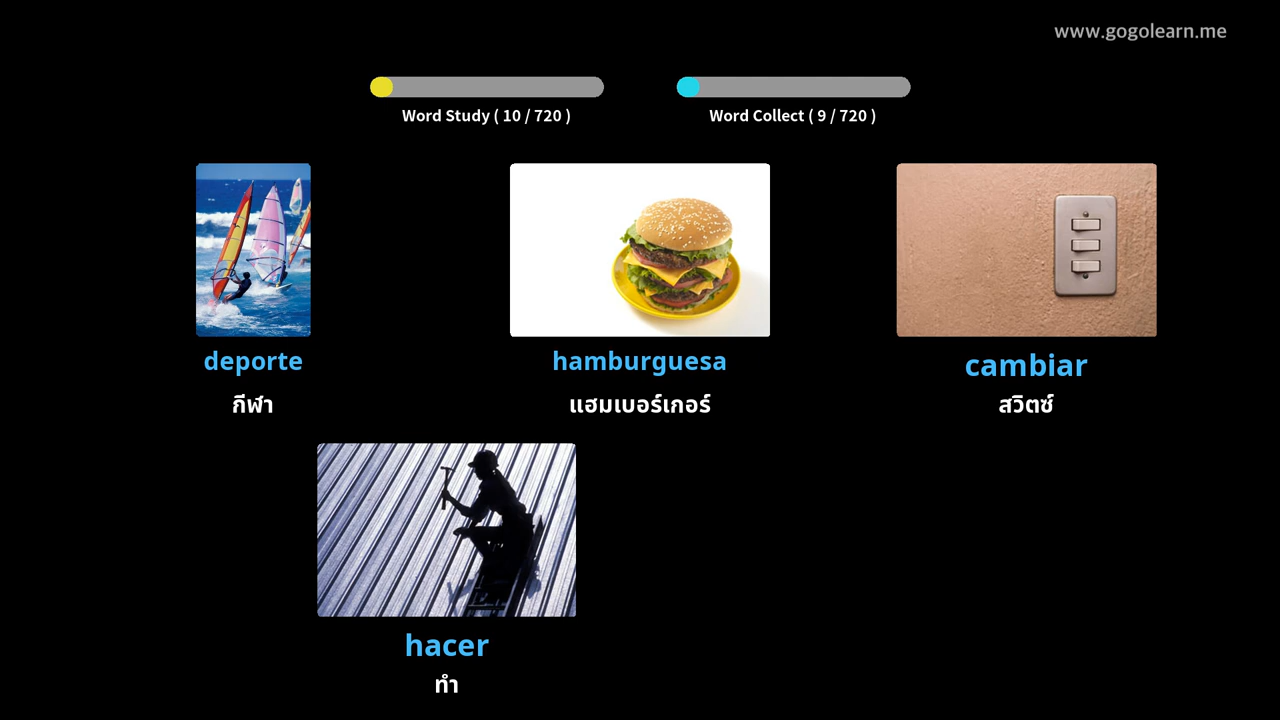 www.gogolearn.me
Word Study ( 10 / 720 )
Word Collect ( 9 / 720 )
deporte
hamburguesa
cambiar
กีฬา
แฮมเบอร์เกอร์
สวิตซ์
hacer
ทำ